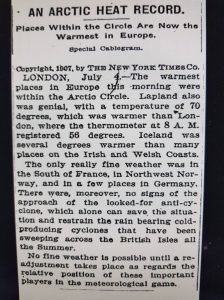 AN ARCTIC HEAT RECORD.
Places Within the Circle Are Now the
Warmest in Europe.
Special Cablegram.
Copyright, 1907, by THE NEW YORK TIMES CO.
LONDON, July 4.—The warmest
places in Europe this morning were
within the Arctic Circle. Lapland also
was genial, with a temperature of 70
degrees, which was warmer than Lon-
don, where the thermometer at 8 A. M.
registered 56 degrees. Iceland was
several degrees warmer than many
places on the Irish and Welsh Coasts.
The only really fine weather was in
the South of France, in Northwest Nor-
way, and in a few places in Germany.
There were, moreover, no signs of the
approach of the looked-for anti-cy-
clone, which alone can save the situa-
tion and restrain the rain bearing cold-
producing cyclones that have been
sweeping across the British Isles all
the Summer.
No fine weather is possible until a re-
adjustment takes place as regards the
relative position of these important
players in the meteorological game.